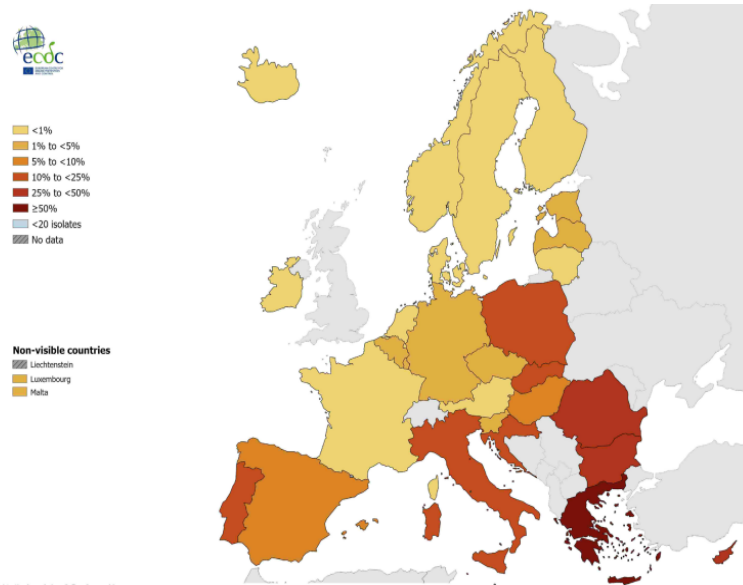 ecdc
<1%
1% to <5%
5% to <10%
10% to <25%
25% to <50%
≥50%
<20 isolates
No data
Non-visible countries
Liechtenstein
Luxembourg
Malta